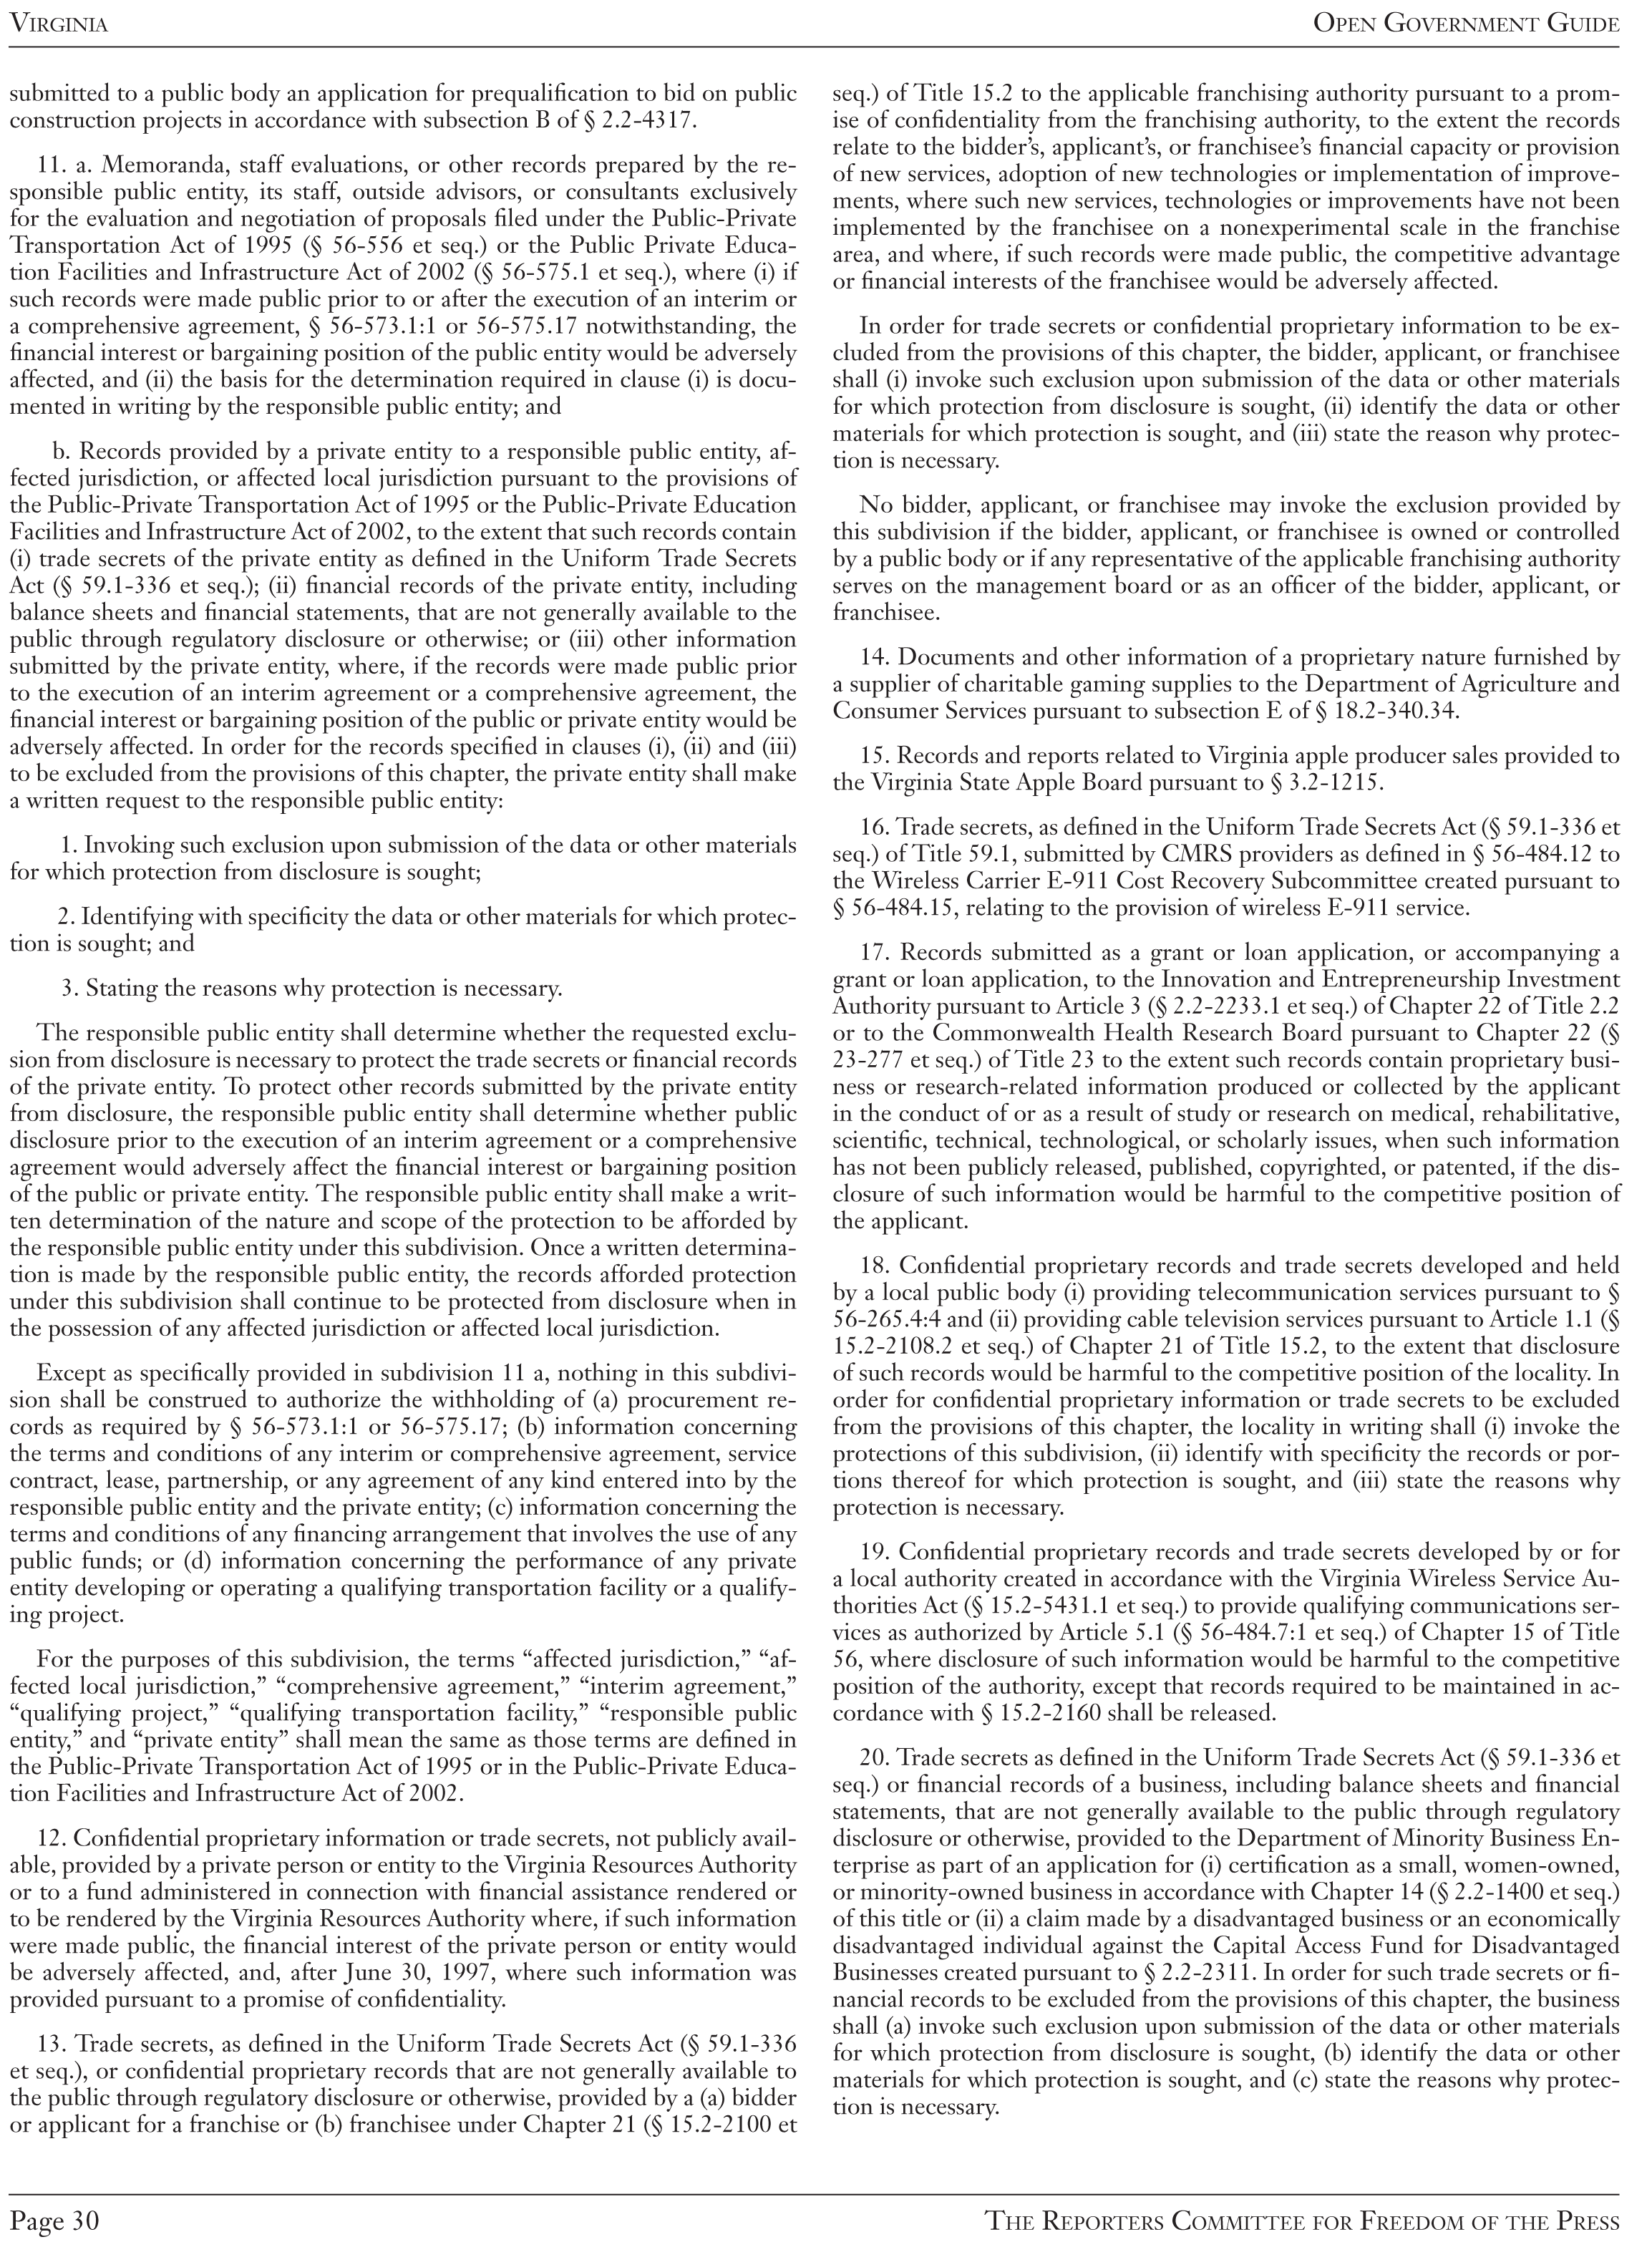 VIRGINIA
OPEN GOVERNMENT GUIDE
submitted to a public body an application for prequalification to bid on public
construction projects in accordance with subsection B of § 2.2-4317.
11. a. Memoranda, staff evaluations, or other records prepared by the re-
sponsible public entity, its staff, outside advisors, or consultants exclusively
for the evaluation and negotiation of proposals filed under the Public-Private
Transportation Act of 1995 (§ 56-556 et seq.) or the Public Private Educa-
tion Facilities and Infrastructure Act of 2002 (§ 56-575.1 et seq.), where (i) if
such records were made public prior to or after the execution of an interim or
a comprehensive agreement, § 56-573.1:1 or 56-575.17 notwithstanding, the
financial interest or bargaining position of the public entity would be adversely
affected, and (ii) the basis for the determination required in clause (i) is docu-
mented in writing by the responsible public entity; and
b. Records provided by a private entity to a responsible public entity, af-
fected jurisdiction, or affected local jurisdiction pursuant to the provisions of
the Public-Private Transportation Act of 1995 or the Public-Private Education
Facilities and Infrastructure Act of 2002, to the extent that such records contain
(i) trade secrets of the private entity as defined in the Uniform Trade Secrets
Act (§ 59.1-336 et seq.); (ii) financial records of the private entity, including
balance sheets and financial statements, that are not generally available to the
public through regulatory disclosure or otherwise; or (iii) other information
submitted by the private entity, where, if the records were made public prior
to the execution of an interim agreement or a comprehensive agreement, the
financial interest or bargaining position of the public or private entity would be
adversely affected. In order for the records specified in clauses (i), (ii) and (iii)
to be excluded from the provisions of this chapter, the private entity shall make
a written request to the responsible public entity:
1. Invoking such exclusion upon submission of the data or other materials
for which protection from disclosure is sought;
2. Identifying with specificity the data or other materials for which protec-
tion is sought; and
3. Stating the reasons why protection is necessary.
The responsible public entity shall determine whether the requested exclu-
sion from disclosure is necessary to protect the trade secrets or financial records
of the private entity. To protect other records submitted by the private entity
from disclosure, the responsible public entity shall determine whether public
disclosure prior to the execution of an interim agreement or a comprehensive
agreement would adversely affect the financial interest or bargaining position
of the public or private entity. The responsible public entity shall make a writ-
ten determination of the nature and scope of the protection to be afforded by
the responsible public entity under this subdivision. Once a written determina-
tion is made by the responsible public entity, the records afforded protection
under this subdivision shall continue to be protected from disclosure when in
the possession of any affected jurisdiction or affected local jurisdiction.
Except as specifically provided in subdivision 11 a, nothing in this subdivi-
sion shall be construed to authorize the withholding of (a) procurement re-
cords as required by § 56-573.1:1 or 56-575.17; (b) information concerning
the terms and conditions of any interim or comprehensive agreement, service
contract, lease, partnership, or any agreement of any kind entered into by the
responsible public entity and the private entity; (c) information concerning the
terms and conditions of any financing arrangement that involves the use of any
public funds; or (d) information concerning the performance of any private
entity developing or operating a qualifying transportation facility or a qualify-
ing project.
For the purposes of this subdivision, the terms “affected jurisdiction,” “af-
fected local jurisdiction,” “comprehensive agreement,” “interim agreement,”
“qualifying project,” “qualifying transportation facility,” “responsible public
entity,” and “private entity” shall mean the same as those terms are defined in
the Public-Private Transportation Act of 1995 or in the Public-Private Educa-
tion Facilities and Infrastructure Act of 2002.
12. Confidential proprietary information or trade secrets, not publicly avail-
able, provided by a private person or entity to the Virginia Resources Authority
or to a fund administered in connection with financial assistance rendered or
to be rendered by the Virginia Resources Authority where, if such information
were made public, the financial interest of the private person or entity would
be adversely affected, and, after June 30, 1997, where such information was
provided pursuant to a promise of confidentiality.
13. Trade secrets, as defined in the Uniform Trade Secrets Act (§ 59.1-336
et seq.), or confidential proprietary records that are not generally available to
the public through regulatory disclosure or otherwise, provided by a (a) bidder
or applicant for a franchise or (b) franchisee under Chapter 21 (§ 15.2-2100 et
seq.) of Title 15.2 to the applicable franchising authority pursuant to a prom-
ise of confidentiality from the franchising authority, to the extent the records
relate to the bidder’s, applicant’s, or franchisee’s financial capacity or provision
of new services, adoption of new technologies or implementation of improve-
ments, where such new services, technologies or improvements have not been
implemented by the franchisee on a nonexperimental scale in the franchise
area, and where, if such records were made public, the competitive advantage
or financial interests of the franchisee would be adversely affected.
In order for trade secrets or confidential proprietary information to be ex-
cluded from the provisions of this chapter, the bidder, applicant, or franchisee
shall (i) invoke such exclusion upon submission of the data or other materials
for which protection from disclosure is sought, (ii) identify the data or other
materials for which protection is sought, and (iii) state the reason why protec-
tion is necessary.
No bidder, applicant, or franchisee may invoke the exclusion provided by
this subdivision if the bidder, applicant, or franchisee is owned or controlled
by a public body or if any representative of the applicable franchising authority
serves on the management board or as an officer of the bidder, applicant, or
franchisee.
14. Documents and other information of a proprietary nature furnished by
a supplier of charitable gaming supplies to the Department of Agriculture and
Consumer Services pursuant to subsection E of § 18.2-340.34.
15. Records and reports related to Virginia apple producer sales provided to
the Virginia State Apple Board pursuant to § 3.2-1215.
16. Trade secrets, as defined in the Uniform Trade Secrets Act (§ 59.1-336 et
seq.) of Title 59.1, submitted by CMRS providers as defined in § 56-484.12 to
the Wireless Carrier E-911 Cost Recovery Subcommittee created pursuant to
§ 56-484.15, relating to the provision of wireless E-911 service.
17. Records submitted as a grant or loan application, or accompanying a
grant or loan application, to the Innovation and Entrepreneurship Investment
Authority pursuant to Article 3 (§ 2.2-2233.1 et seq.) of Chapter 22 of Title 2.2
or to the Commonwealth Health Research Board pursuant to Chapter 22 (§
23-277 et seq.) of Title 23 to the extent such records contain proprietary busi-
ness or research-related information produced or collected by the applicant
in the conduct of or as a result of study or research on medical, rehabilitative,
scientific, technical, technological, or scholarly issues, when such information
has not been publicly released, published, copyrighted, or patented, if the dis-
closure of such information would be harmful to the competitive position of
the applicant.
18. Confidential proprietary records and trade secrets developed and held
by a local public body (i) providing telecommunication services pursuant to §
56-265.4:4 and (ii) providing cable television services pursuant to Article 1.1 (§
15.2-2108.2 et seq.) of Chapter 21 of Title 15.2, to the extent that disclosure
of such records would be harmful to the competitive position of the locality. In
order for confidential proprietary information or trade secrets to be excluded
from the provisions of this chapter, the locality in writing shall (i) invoke the
protections of this subdivision, (ii) identify with specificity the records or por-
tions thereof for which protection is sought, and (iii) state the reasons why
protection is necessary.
19. Confidential proprietary records and trade secrets developed by or for
a local authority created in accordance with the Virginia Wireless Service Au-
thorities Act (§ 15.2-5431.1 et seq.) to provide qualifying communications ser-
vices as authorized by Article 5.1 (§ 56-484.7:1 et seq.) of Chapter 15 of Title
56, where disclosure of such information would be harmful to the competitive
position of the authority, except that records required to be maintained in ac-
cordance with § 15.2-2160 shall be released.
20. Trade secrets as defined in the Uniform Trade Secrets Act (§ 59.1-336 et
seq.) or financial records of a business, including balance sheets and financial
statements, that are not generally available to the public through regulatory
disclosure or otherwise, provided to the Department of Minority Business En-
terprise as part of an application for (i) certification as a small, women-owned,
or minority-owned business in accordance with Chapter 14 (§ 2.2-1400 et seq.)
of this title or (ii) a claim made by a disadvantaged business or an economically
disadvantaged individual against the Capital Access Fund for Disadvantaged
Businesses created pursuant to § 2.2-2311. In order for such trade secrets or fi-
nancial records to be excluded from the provisions of this chapter, the business
shall (a) invoke such exclusion upon submission of the data or other materials
for which protection from disclosure is sought, (b) identify the data or other
materials for which protection is sought, and (c) state the reasons why protec-
tion is necessary.
Page 30
THE REPORTERS COMMITTEE FOR FREEDOM OF THE PRESS